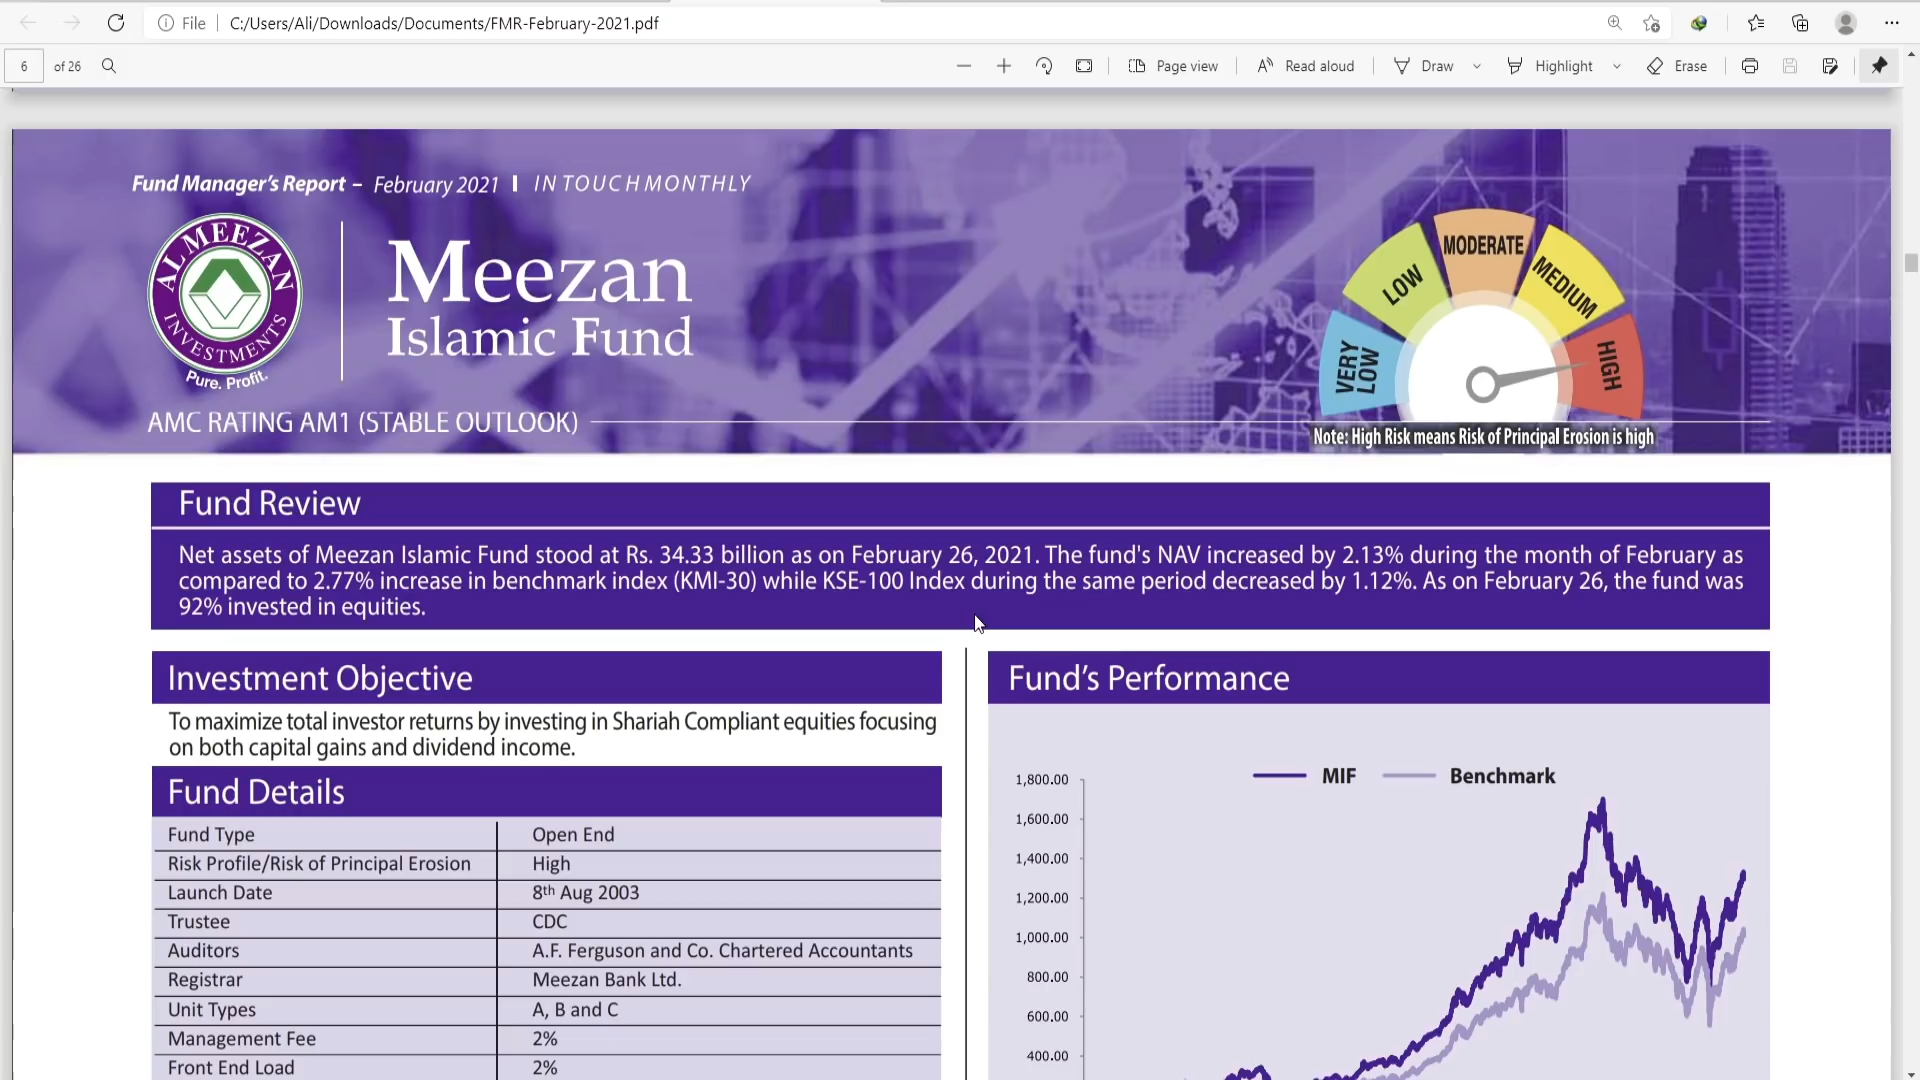 File C:/Users/Ali/Downloads/Documents/FMR-February-2021.pdf
6 of 26
Page view
Read aloud
Draw
Highlight
Erase
Fund Manager's Report – February 2021 I IN TOUCH MONTHLY
AL MEEZAN
INVESTMENTS
Pure. Profit.
Meezan
Islamic Fund
VERY LOW
LOW
MODERATE
MEDIUM
HIGH
AMC RATING AM1 (STABLE OUTLOOK)
Note: High Risk means Risk of Principal Erosion is high
Fund Review
Net assets of Meezan Islamic Fund stood at Rs. 34.33 billion as on February 26, 2021. The fund's NAV increased by 2.13% during the month of February as
compared to 2.77% increase in benchmark index (KMI-30) while KSE-100 Index during the same period decreased by 1.12%. As on February 26, the fund was
92% invested in equities.
Investment Objective
To maximize total investor returns by investing in Shariah Compliant equities focusing
on both capital gains and dividend income.
Fund Details
Fund Type Open End
Risk Profile/Risk of Principal Erosion High
Launch Date 8th Aug 2003
Trustee CDC
Auditors A.F. Ferguson and Co. Chartered Accountants
Registrar Meezan Bank Ltd.
Unit Types A, B and C
Management Fee 2%
Front End Load 2%
Fund's Performance
MIF Benchmark
1,800.00
1,600.00
1,400.00
1,200.00
1,000.00
800.00
600.00
400.00